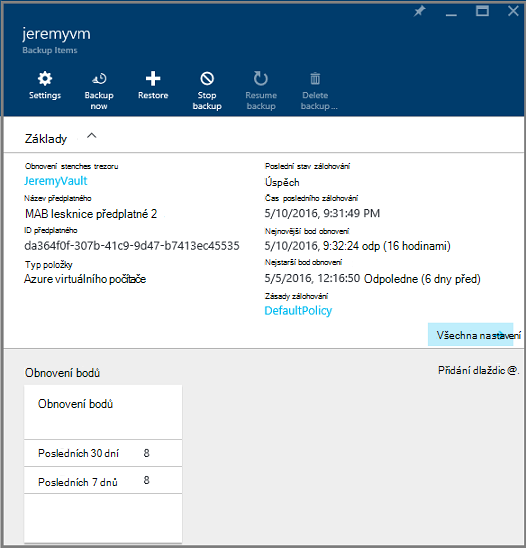 jeremyvm
Backup Items
Settings
Backup now
Restore
Stop backup
Resume backup
Delete backup ...
Základy
Obnovení stenches trezoru
JeremyVault
Název předplatného
MAB lesknice předplatné 2
ID předplatného
da364f0f-307b-41c9-9d47-b7413ec45535
Typ položky
Azure virtuálního počítače
Poslední stav zálohování
Úspěch
Čas posledního zálohování
5/10/2016, 9:31:49 PM
Nejnovější bod obnovení
5/10/2016, 9:32:24 odp (16 hodinami)
Nejstarší bod obnovení
5/5/2016, 12:16:50 Odpoledne (6 dny před)
Zásady zálohování
DefaultPolicy
Všechna nastavení
Obnovení bodů
Přidání dlaždic @.
Obnovení bodů
Posledních 30 dní 8
Posledních 7 dnů 8